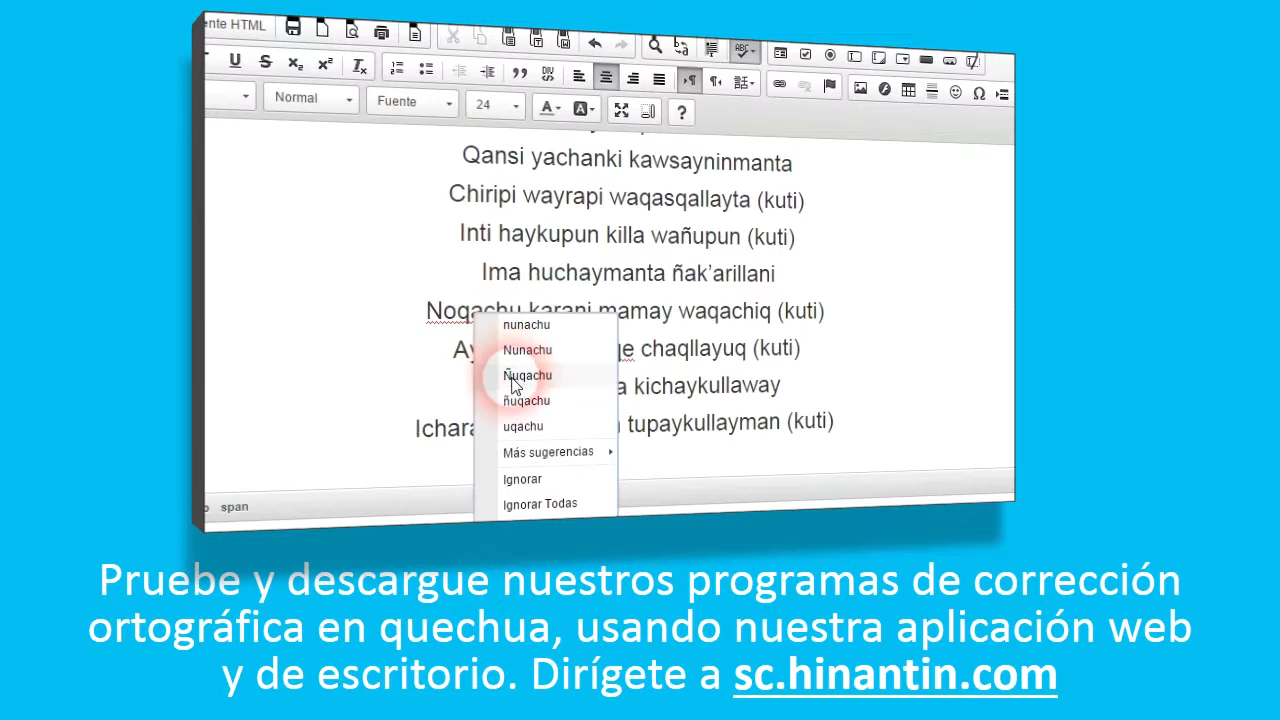 ente HTML
Normal Fuente 24 A A ?
Qansi yachanki kawsayninmanta
Chiripi wayrapi waqasqallayta (kuti)
Inti haykupun killa wañupun (kuti)
Ima huchaymanta ñak’arillani
Noqachu karani mamay waqachiq (kuti)
nunachu
Ay qe chaqllayuq (kuti)
Nunachu
Ñuqachu
a kichaykullaway
ñuqachu
Ichara tupaykullayman (kuti)
uqachu
Más sugerencias
Ignorar
Ignorar Todas
span
Pruebe y descargue nuestros programas de corrección
ortográfica en quechua, usando nuestra aplicación web
y de escritorio. Dirígete a sc.hinantin.com